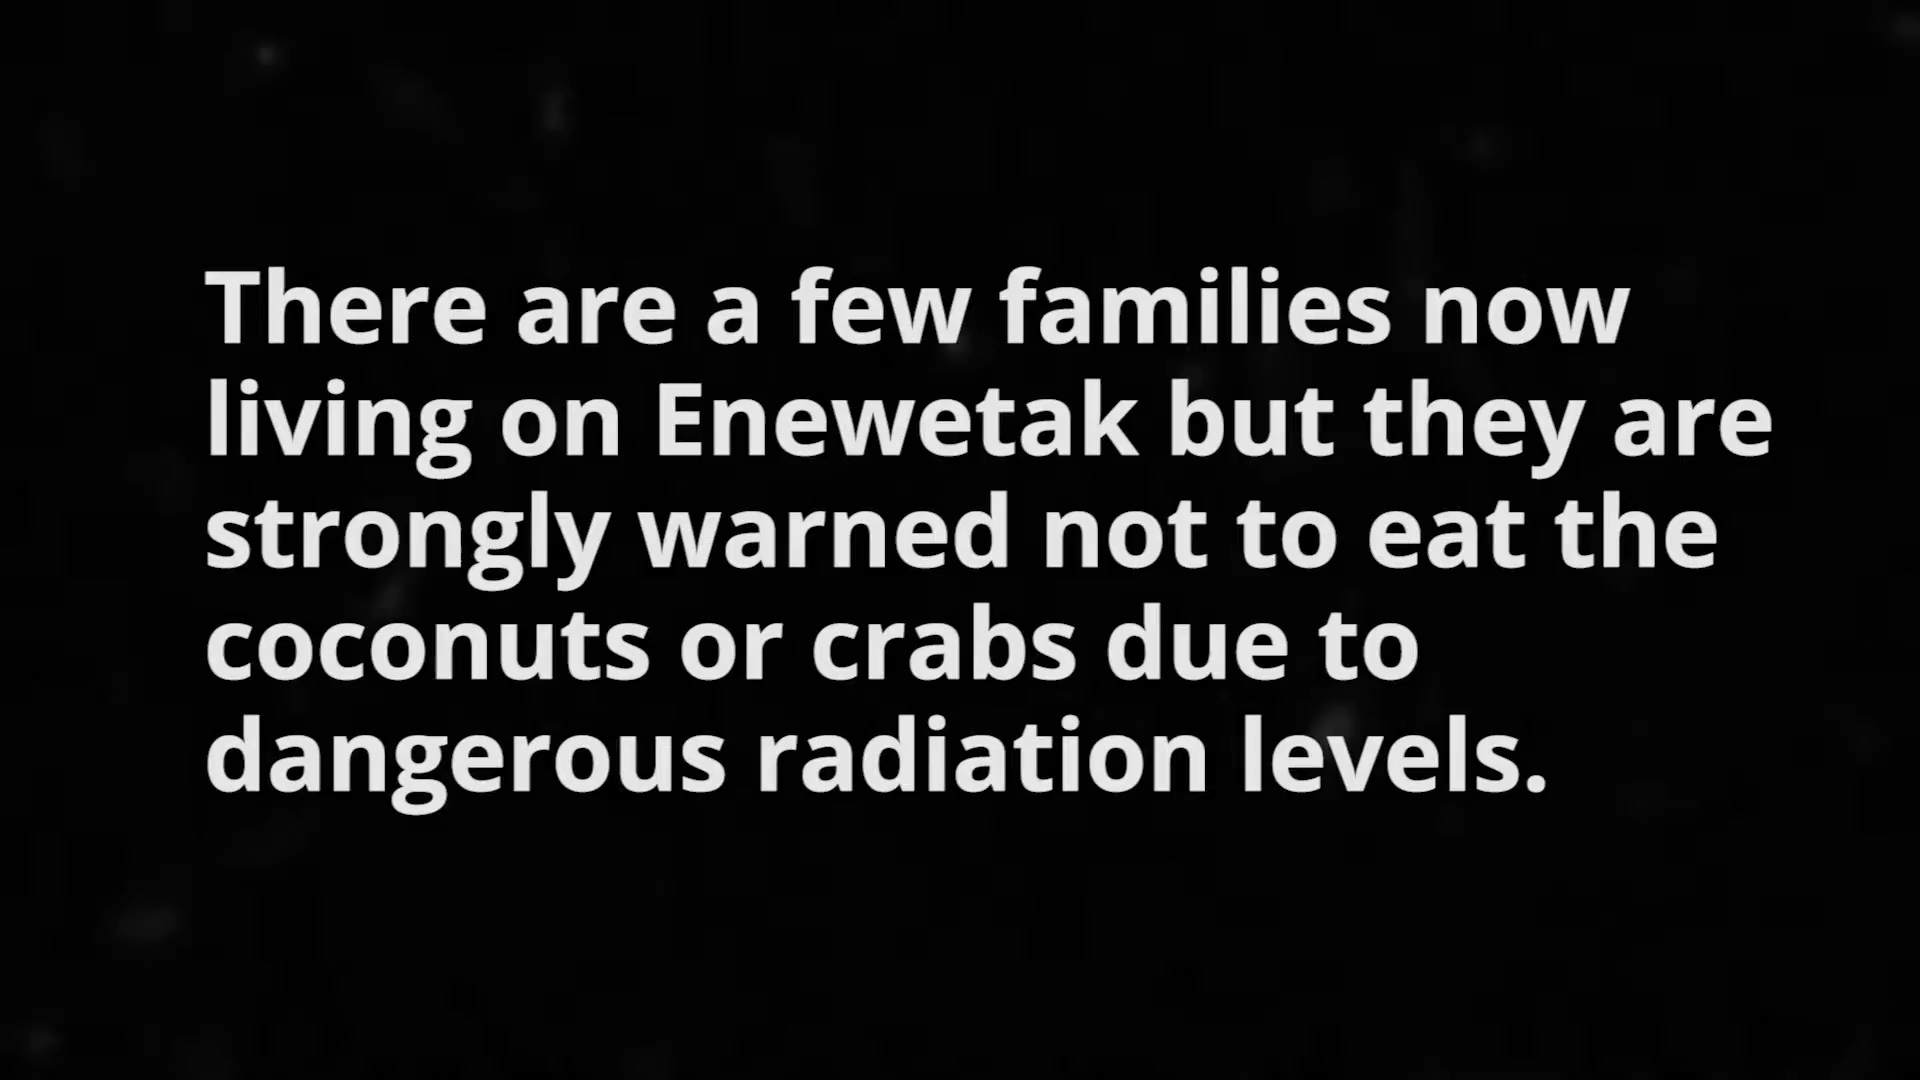 There are a few families now
living on Enewetak but they are
strongly warned not to eat the
coconuts or crabs due to
dangerous radiation levels.